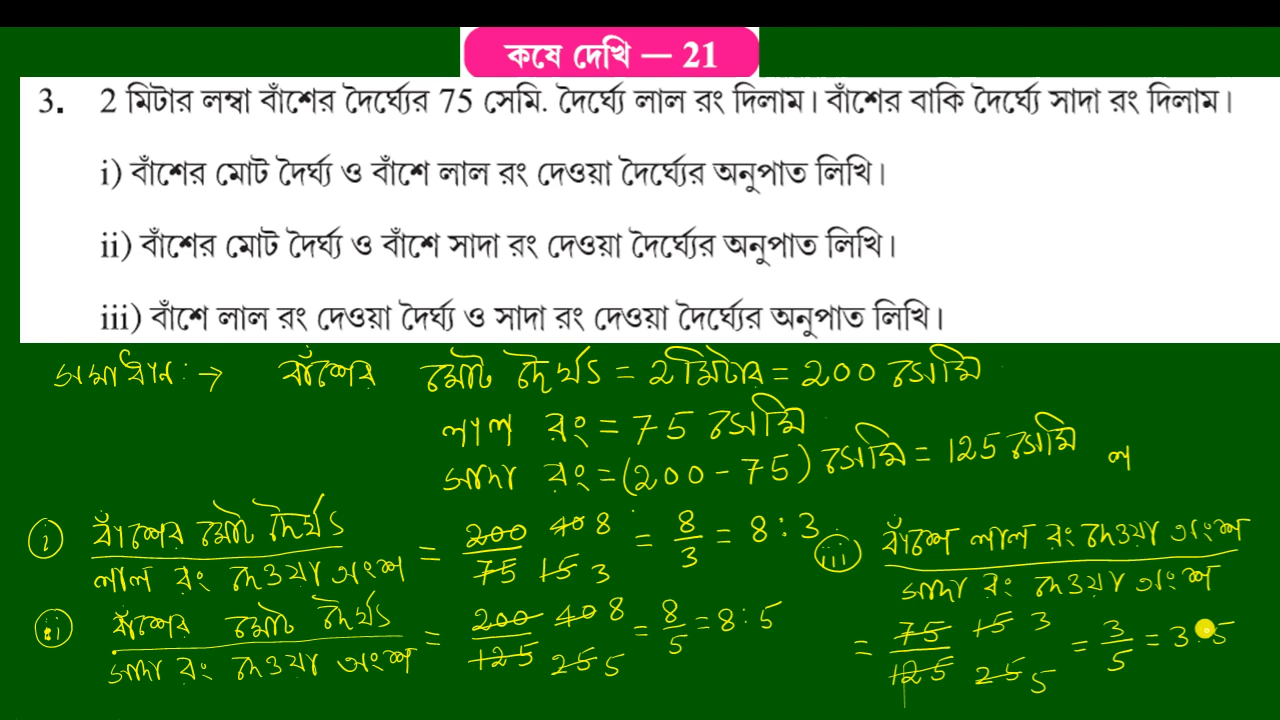 কষে দেখি — 21
3. 2 মিটার লম্বা বাঁশের দৈর্ঘ্যের 75 সেমি. দৈর্ঘ্যে লাল রং দিলাম। বাঁশের বাকি দৈর্ঘ্যে সাদা রং দিলাম।
i) বাঁশের মোট দৈর্ঘ্য ও বাঁশে লাল রং দেওয়া দৈর্ঘ্যের অনুপাত লিখি।
ii) বাঁশের মোট দৈর্ঘ্য ও বাঁশে সাদা রং দেওয়া দৈর্ঘ্যের অনুপাত লিখি।
iii) বাঁশে লাল রং দেওয়া দৈর্ঘ্য ও সাদা রং দেওয়া দৈর্ঘ্যের অনুপাত লিখি।
সমাধান:→ বাঁশের মোট দৈর্ঘ্য = 2 মিটার = 200 সেমি
লাল রং = 75 সেমি
সাদা রং = (200 - 75) সেমি = 125 সেমি ল
i বাঁশের মোট দৈর্ঘ্য / লাল রং দেওয়া অংশ = 200 40 8 / 75 15 3 = 8/3 = 8:3
ii বাঁশের মোট দৈর্ঘ্য / সাদা রং দেওয়া অংশ = 200 40 8 / 125 25 5 = 8/5 = 8:5
iii বাঁশে লাল রং দেওয়া অংশ / সাদা রং দেওয়া অংশ
= 75 15 3 / 125 25 5 = 3/5 = 3:5